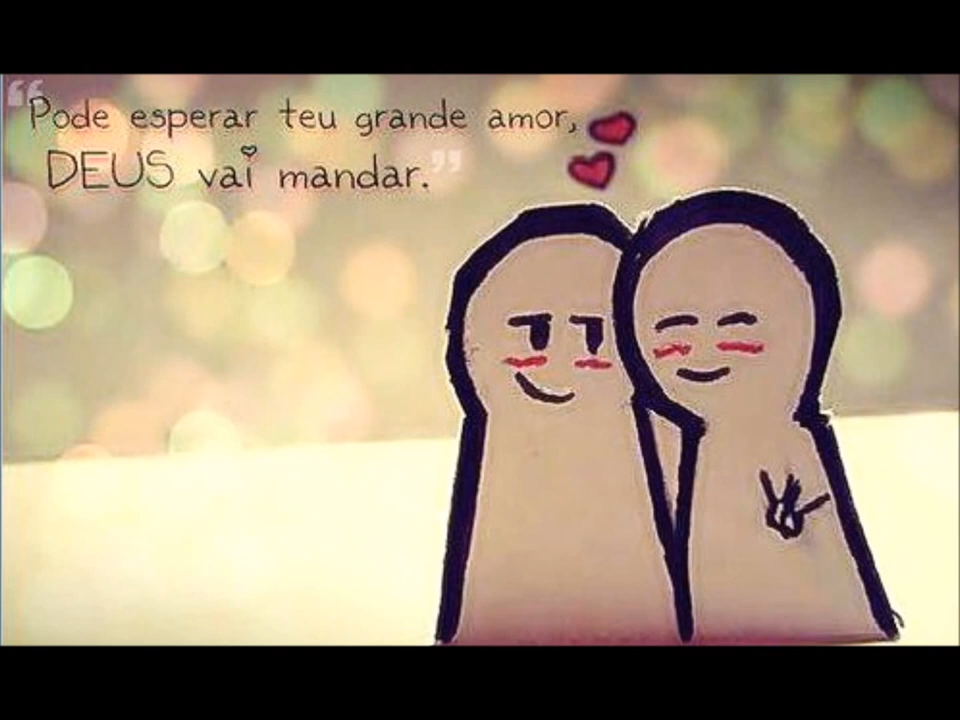 “Pode esperar teu grande amor,
DEUS vai mandar.”